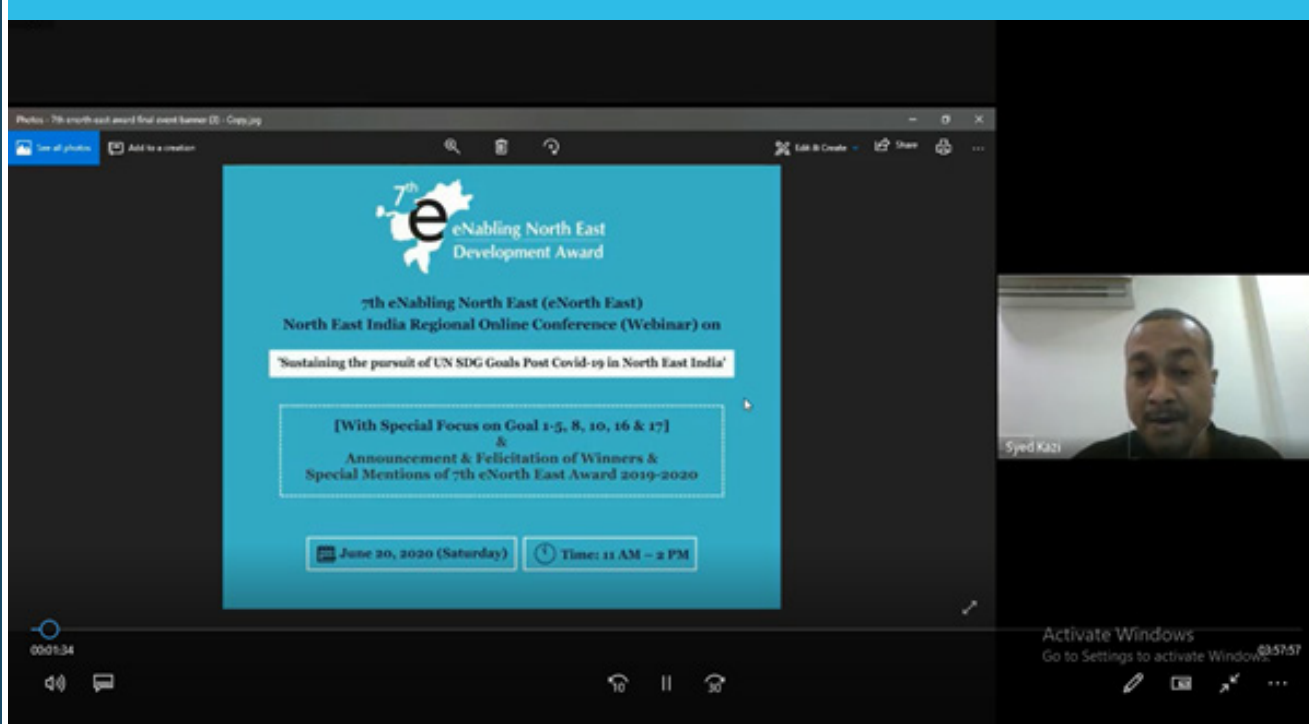 Photos - 7th enorth-east award final event banner (3) - Copy.jpg
See all photos
Add to a creation
Edit & Create
Share
7th
e
eNabling North East
Development Award
7th eNabling North East (eNorth East)
North East India Regional Online Conference (Webinar) on
'Sustaining the pursuit of UN SDG Goals Post Covid-19 in North East India'
[With Special Focus on Goal 1-5, 8, 10, 16 & 17]
&
Announcement & Felicitation of Winners &
Special Mentions of 7th eNorth East Award 2019-2020
June 20, 2020 (Saturday)
Time: 11 AM – 2 PM
Syed Kazi
00:01:34
Activate Windows
Go to Settings to activate Windows.
03:57:57
10
30